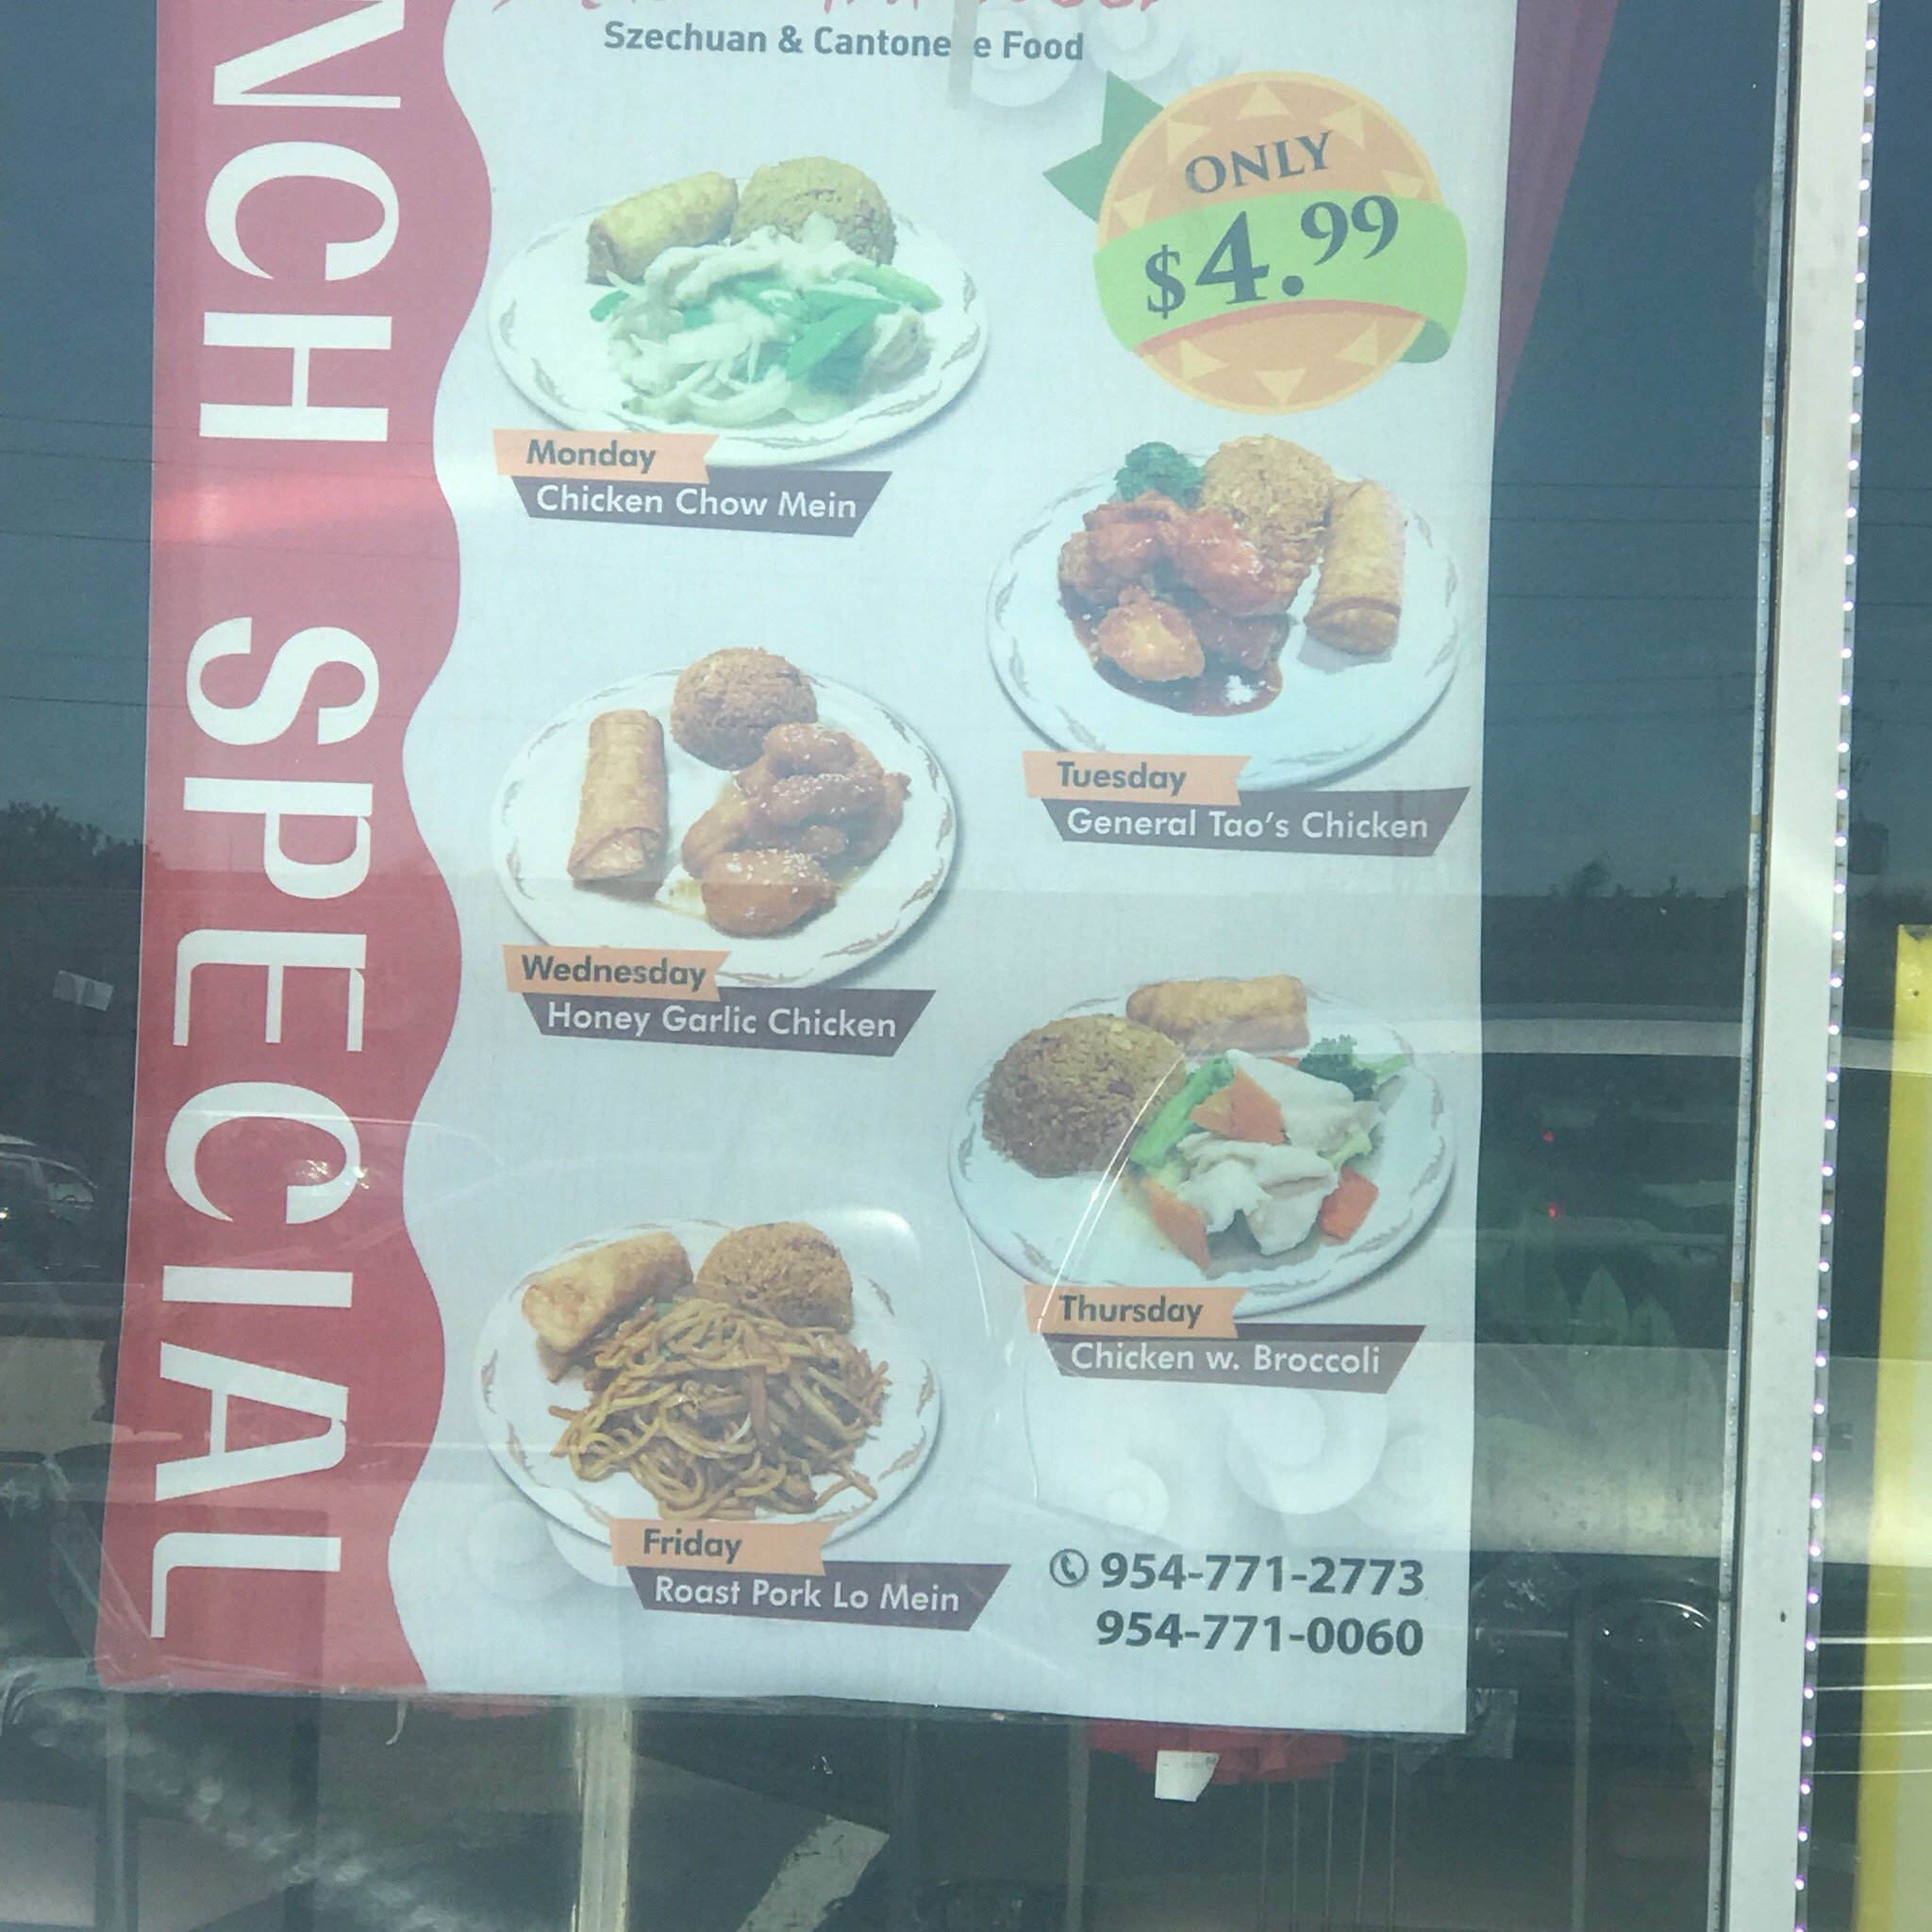 Szechuan & Cantone e Food
ONLY
$4.99
Monday
Chicken Chow Mein
Tuesday
General Tao's Chicken
Wednesday
Honey Garlic Chicken
Thursday
Chicken w. Broccoli
Friday
Roast Pork Lo Mein
954-771-2773
954-771-0060
NCH SPECIAL